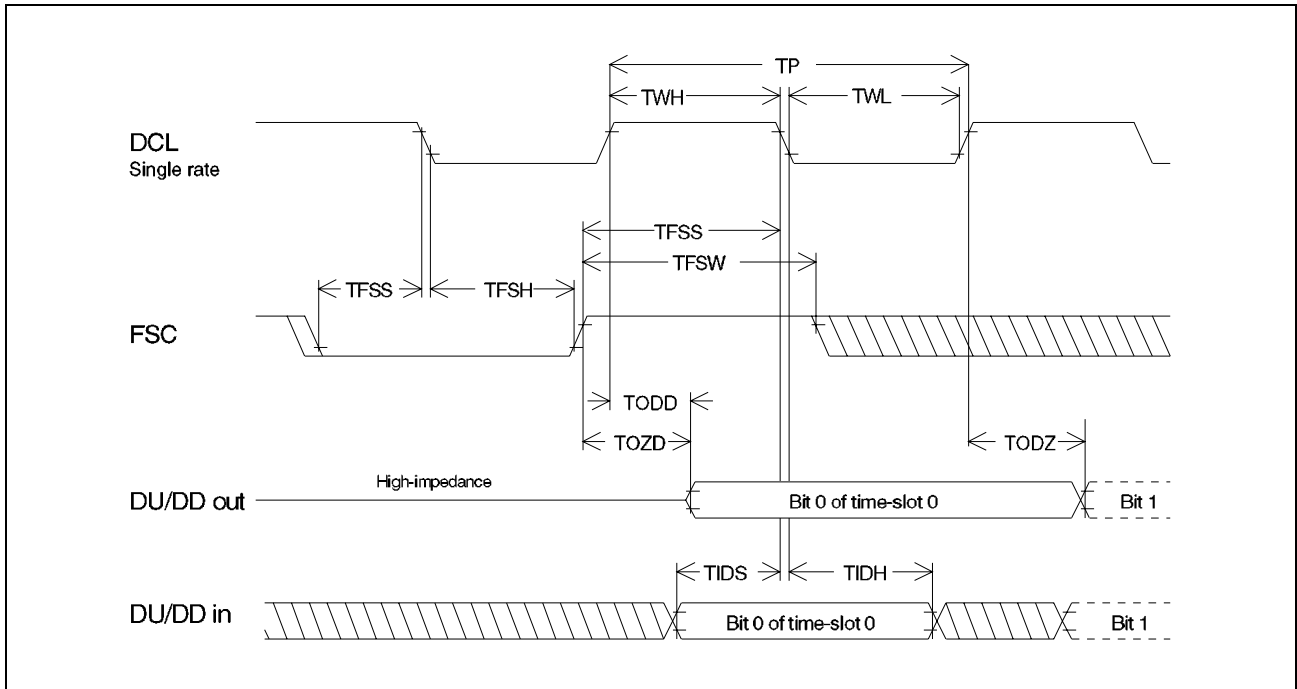 TP
TWH
TWL
DCL
Single rate
TFSS
TFSW
TFSS
TFSH
FSC
TODD
TOZD
TODZ
High-impedance
DU/DD out
Bit 0 of time-slot 0
Bit 1
TIDS
TIDH
DU/DD in
Bit 0 of time-slot 0
Bit 1